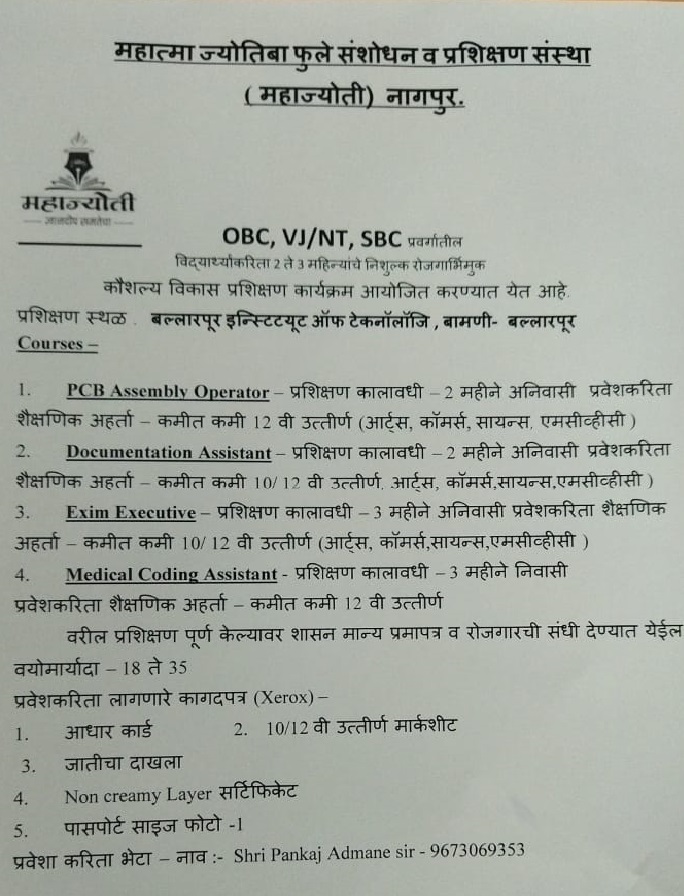 महात्मा ज्योतिबा फुले संशोधन व प्रशिक्षण संस्था
( महाज्योती) नागपुर.
महाज्योती
OBC, VJ/NT, SBC प्रवर्गातील
विद्यार्थ्याकरिता 2 ते 3 महिन्यांचे निशुल्क रोजगार्भिमुक
कौशल्य विकास प्रशिक्षण कार्यक्रम आयोजित करण्यात येत आहे.
प्रशिक्षण स्थळ . बल्लारपूर इन्स्टिटयूट ऑफ टेकनॉलॉजि , बामणी- बल्लारपूर
Courses –
1. PCB Assembly Operator – प्रशिक्षण कालावधी – 2 महीने अनिवासी प्रवेशकरिता
शैक्षणिक अहर्ता – कमीत कमी 12 वी उत्तीर्ण (आर्ट्स, कॉमर्स, सायन्स, एमसीव्हीसी )
2. Documentation Assistant – प्रशिक्षण कालावधी – 2 महीने अनिवासी प्रवेशकरिता
शैक्षणिक अहर्ता – कमीत कमी 10/ 12 वी उत्तीर्ण. आर्ट्स, कॉमर्स,सायन्स,एमसीव्हीसी )
3. Exim Executive – प्रशिक्षण कालावधी – 3 महीने अनिवासी प्रवेशकरिता शैक्षणिक
अहर्ता – कमीत कमी 10/ 12 वी उत्तीर्ण (आर्ट्स, कॉमर्स,सायन्स,एमसीव्हीसी )
4. Medical Coding Assistant - प्रशिक्षण कालावधी – 3 महीने निवासी
प्रवेशकरिता शैक्षणिक अहर्ता – कमीत कमी 12 वी उत्तीर्ण
वरील प्रशिक्षण पूर्ण केल्यावर शासन मान्य प्रमापत्र व रोजगारची संधी देण्यात येईल
वयोमार्यादा – 18 ते 35
प्रवेशकरिता लागणारे कागदपत्र (Xerox) –
1. आधार कार्ड 2. 10/12 वी उत्तीर्ण मार्कशीट
3. जातीचा दाखला
4. Non creamy Layer सर्टिफिकेट
5. पासपोर्ट साइज फोटो -1
प्रवेशा करिता भेटा – नाव :- Shri Pankaj Admane sir - 9673069353